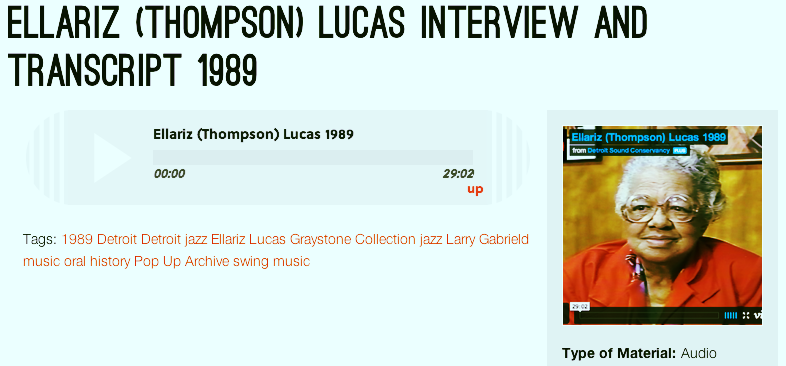 ELLARIZ (THOMPSON) LUCAS INTERVIEW AND
TRANSCRIPT 1989
Ellariz (Thompson) Lucas 1989
00:00 29:02
up
Tags: 1989 Detroit Detroit jazz Ellariz Lucas Graystone Collection jazz Larry Gabrield
music oral history Pop Up Archive swing music
Ellariz (Thompson) Lucas 1989
from Detroit Sound Conservancy PLUS
29:02
Type of Material: Audio